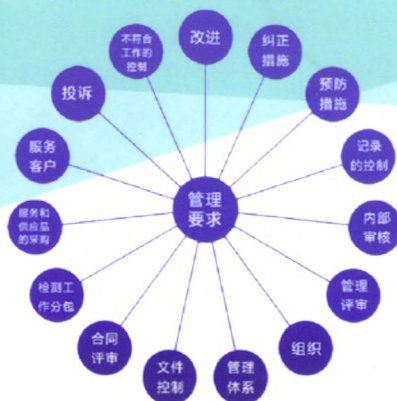 改进
纠正
措施
预防
措施
记录
的控制
内部
审核
管理
评审
组织
管理
体系
文件
控制
合同
评审
检测工
作分包
服务和
供应品
的采购
服务
客户
投诉
不符合
工作的
控制
管理
要求